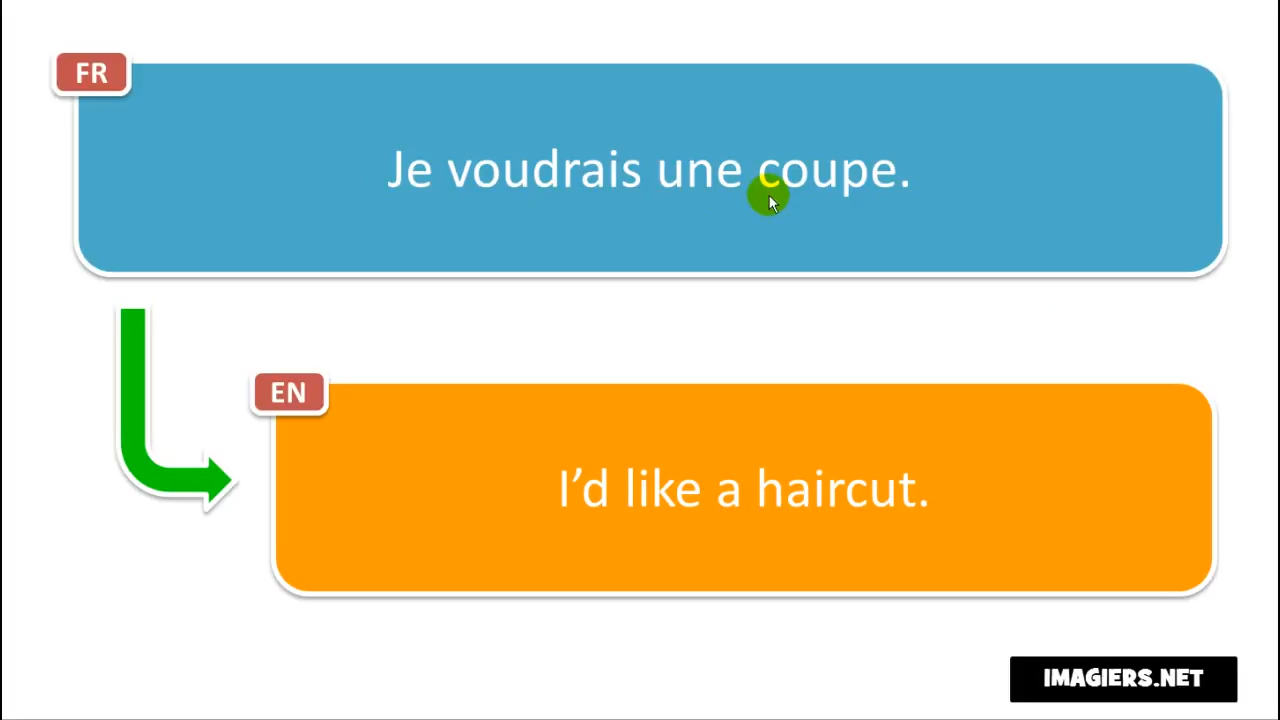 FR
Je voudrais une coupe.
EN
I’d like a haircut.
IMAGIERS.NET